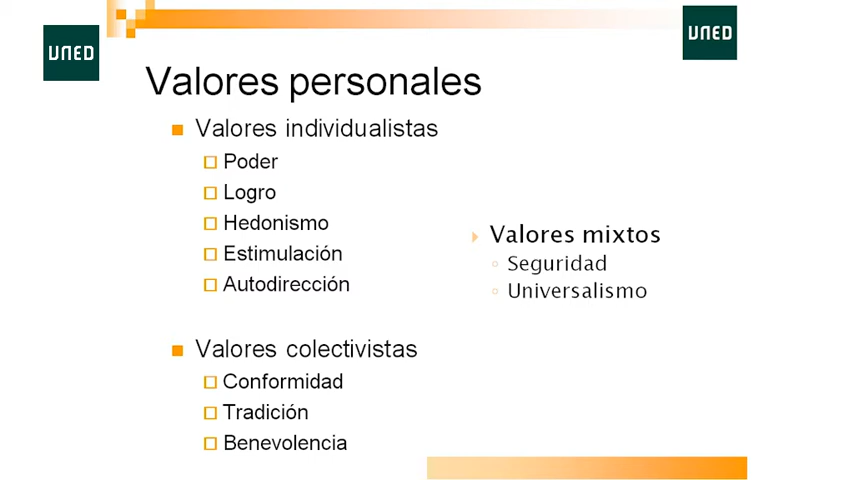 UNED
UNED
Valores personales
Valores individualistas
Poder
Logro
Hedonismo
Estimulación
Autodirección
Valores mixtos
Seguridad
Universalismo
Valores colectivistas
Conformidad
Tradición
Benevolencia